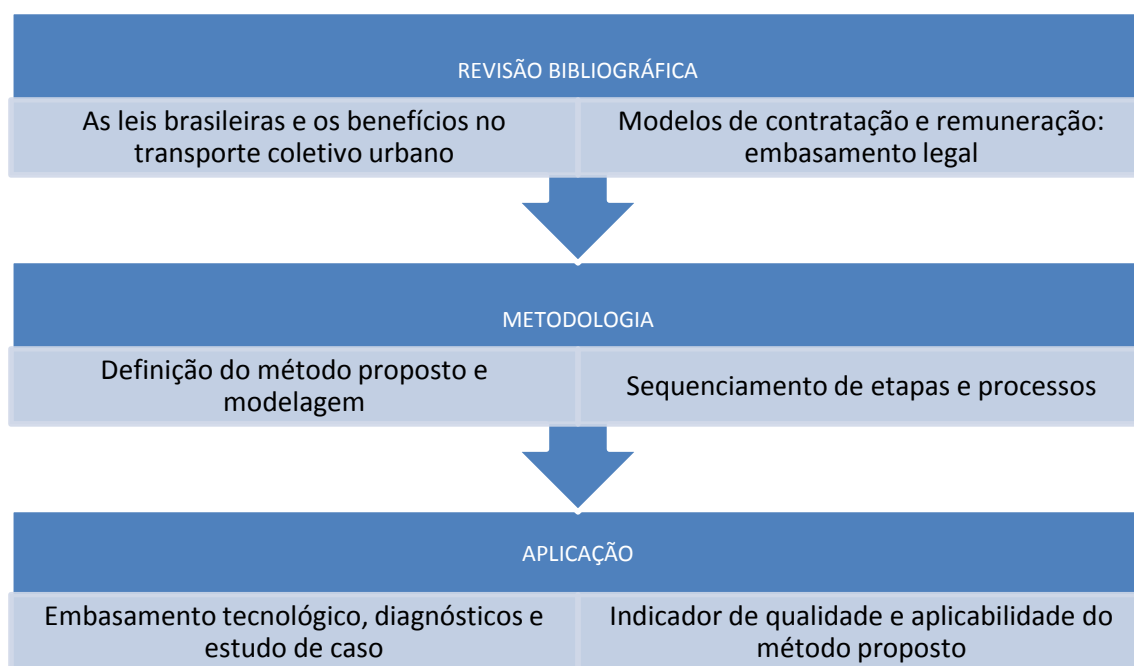 REVISÃO BIBLIOGRÁFICA
As leis brasileiras e os benefícios no
transporte coletivo urbano
Modelos de contratação e remuneração:
embasamento legal
METODOLOGIA
Definição do método proposto e
modelagem
Sequenciamento de etapas e processos
APLICAÇÃO
Embasamento tecnológico, diagnósticos e
estudo de caso
Indicador de qualidade e aplicabilidade do
método proposto